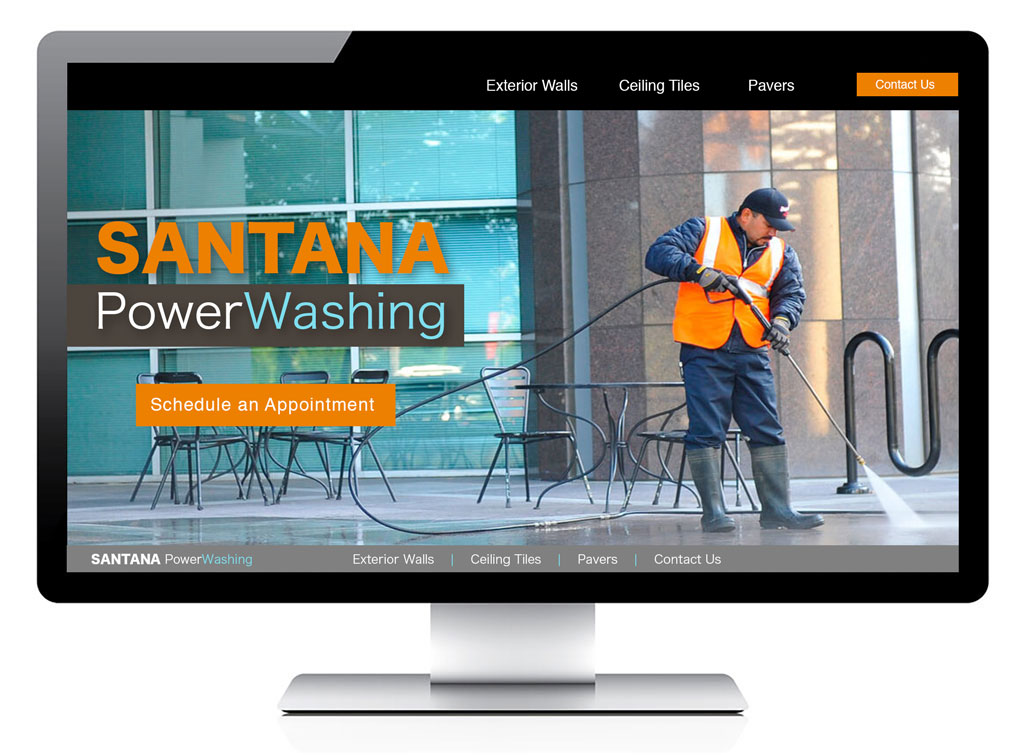 Exterior Walls Ceiling Tiles Pavers Contact Us
SANTANA
PowerWashing
Schedule an Appointment
SANTANA PowerWashing Exterior Walls | Ceiling Tiles | Pavers | Contact Us